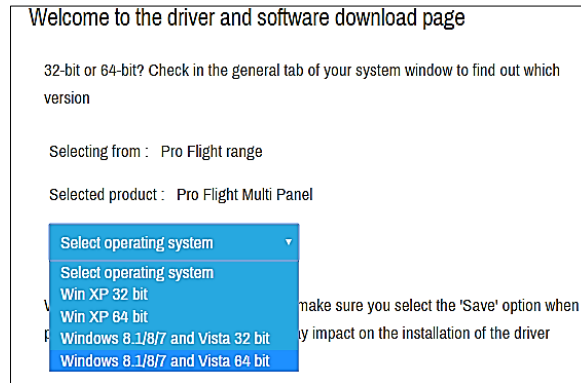 Welcome to the driver and software download page
32-bit or 64-bit? Check in the general tab of your system window to find out which
version
Selecting from : Pro Flight range
Selected product : Pro Flight Multi Panel
Select operating system
Select operating system
Win XP 32 bit
Win XP 64 bit
make sure you select the 'Save' option when
Windows 8.1/8/7 and Vista 32 bit
impact on the installation of the driver
Windows 8.1/8/7 and Vista 64 bit